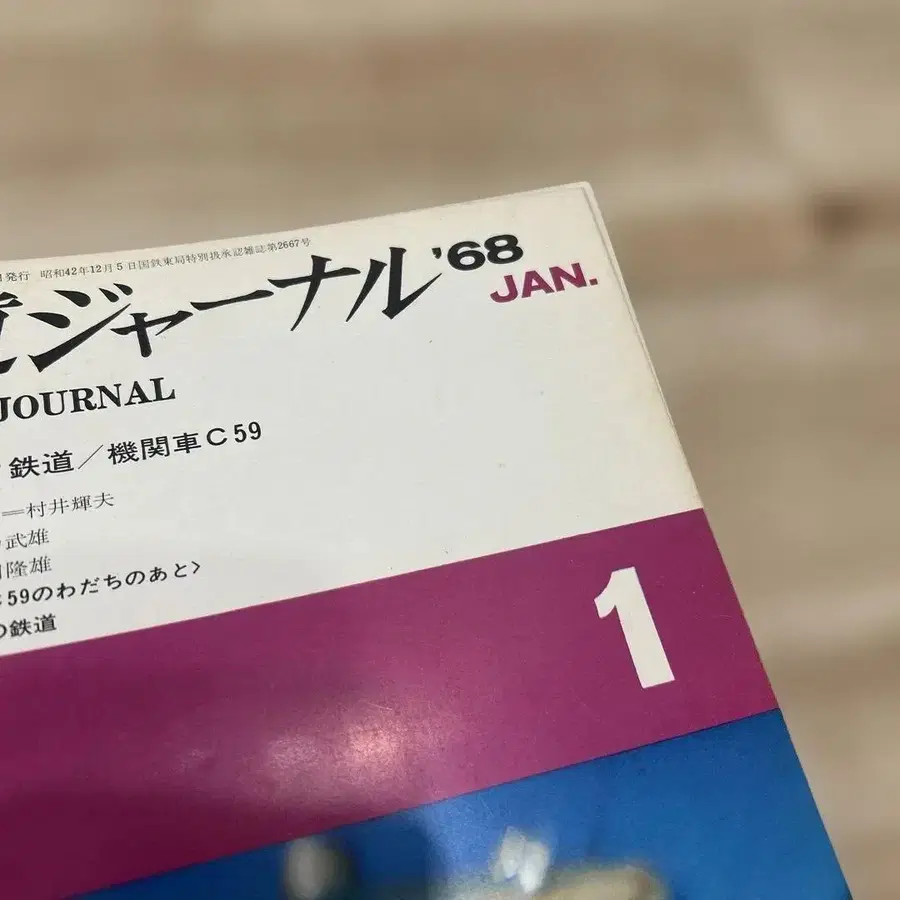 発行 昭和42年12月5日国鉄東局特別扱承認雑誌第2667号
ジャーナル '68 JAN.
JOURNAL
鉄道/機関車C59
=村井輝夫
武雄
隆雄
59のわだちのあと>
の鉄道
1